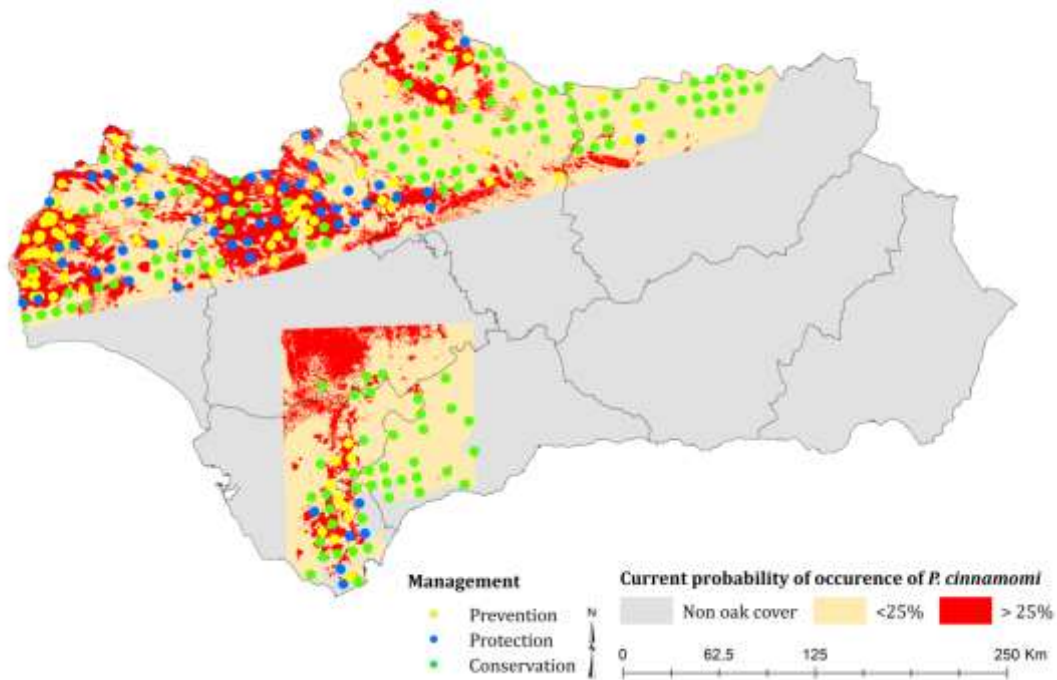 Management
Prevention
Protection
Conservation
N
Current probability of occurence of P. cinnamomi
Non oak cover <25% > 25%
0 62.5 125 250 Km